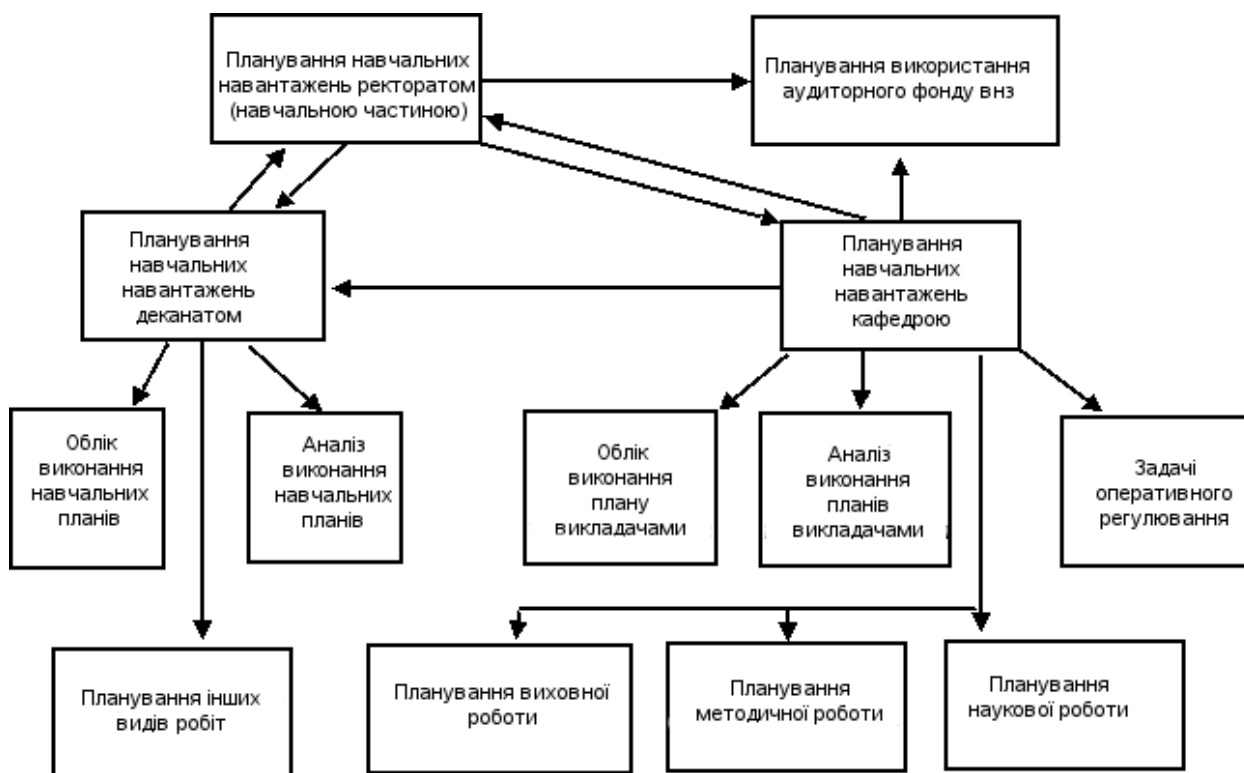 Планування навчальних
навантажень ректоратом
(навчальною частиною)
Планування використання
аудиторного фонду внз
Планування
навчальних
навантажень
деканатом
Планування
навчальних
навантажень
кафедрою
Облік
виконання
навчальних
планів
Аналіз
виконання
навчальних
планів
Облік
виконання
плану
викладачами
Аналіз
виконання
планів
викладачами
Задачі
оперативного
регулювання
Планування інших
видів робіт
Планування виховної
роботи
Планування
методичної роботи
Планування
наукової роботи